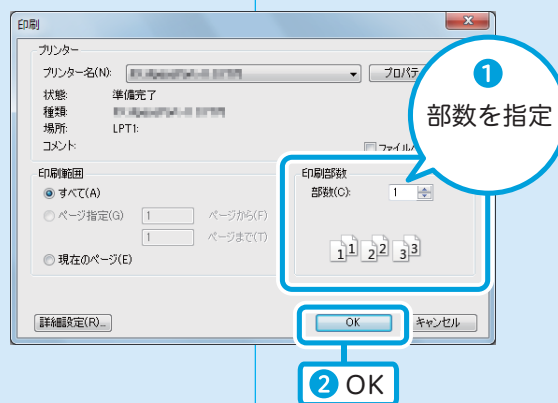 印刷
プリンター
プリンター名(N):
プロパテ
状態: 準備完了
種類:
場所: LPT1:
コメント:
ファイルへ
❶
部数を指定
印刷範囲
すべて(A)
ページ指定(G) 1 ページから(F)
1 ページまで(T)
現在のページ(E)
印刷部数
部数(C): 1
1 1 2 2 3 3
詳細設定(R)...
OK
キャンセル
❷ OK